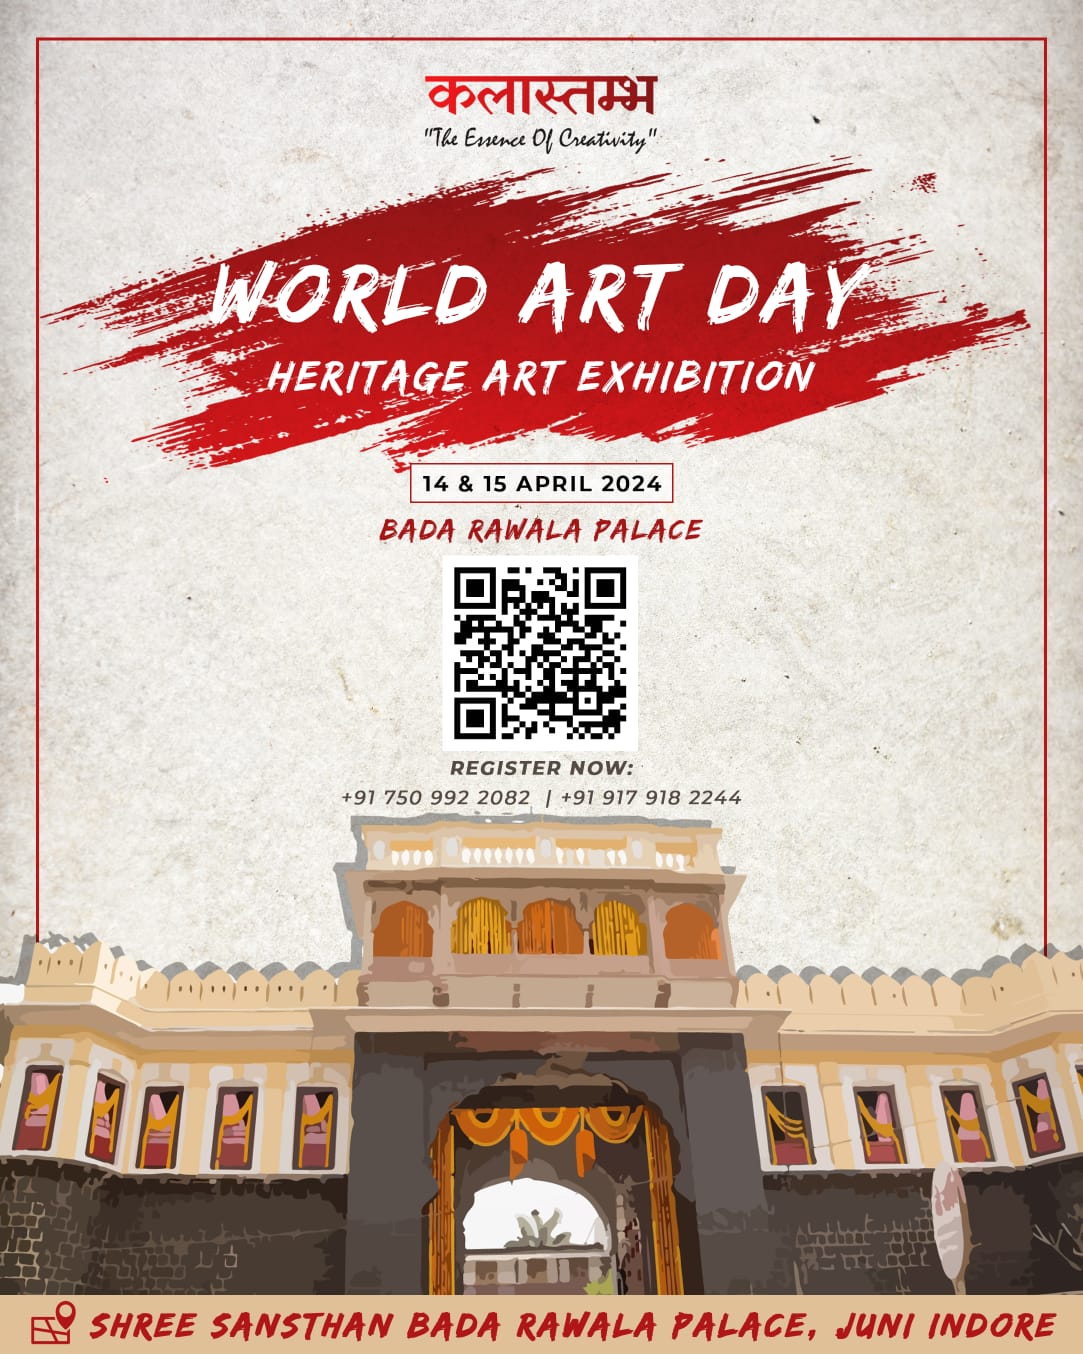 कलास्तम्भ
"The Essence Of Creativity"
WORLD ART DAY
HERITAGE ART EXHIBITION
14 & 15 APRIL 2024
BADA RAWALA PALACE
REGISTER NOW:
+91 750 992 2082 | +91 917 918 2244
SHREE SANSTHAN BADA RAWALA PALACE, JUNI INDORE